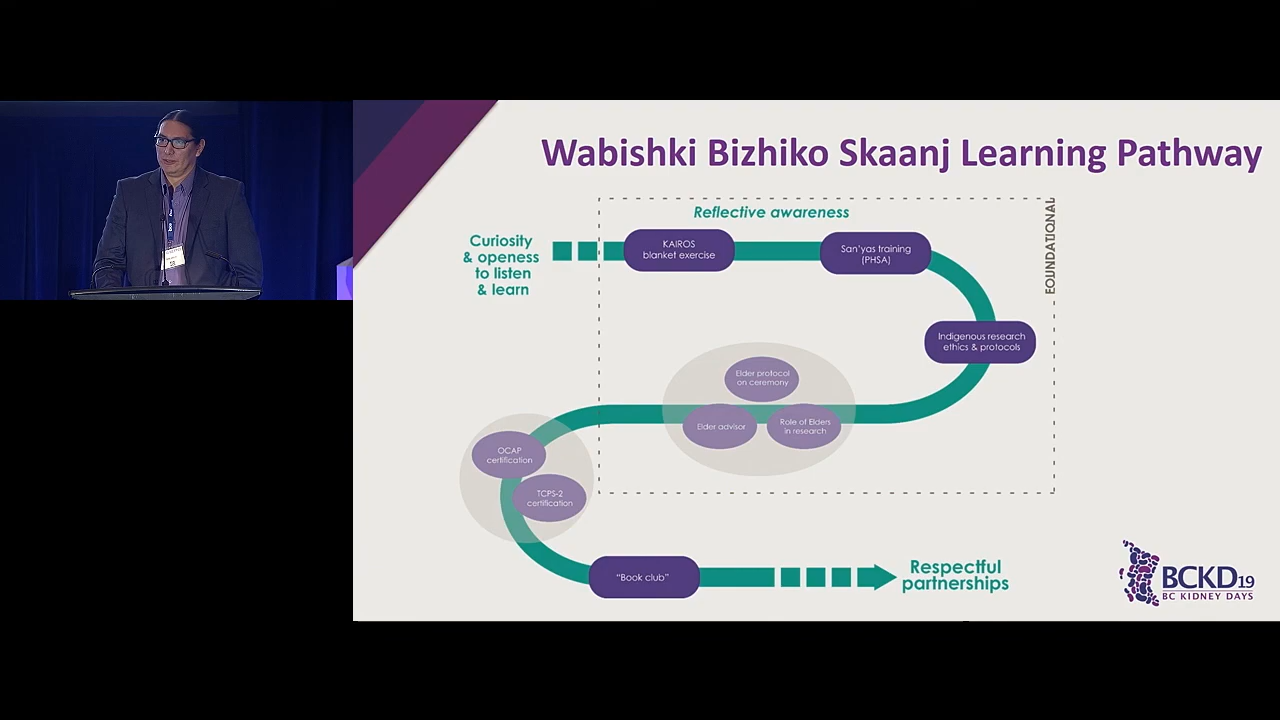 Wabishki Bizhiko Skaanj Learning Pathway
Reflective awareness
FOUNDATIONAL
Curiosity
& openness
to listen
& learn
KAIROS
blanket exercise
San'yas training
(PHSA)
Indigenous research
ethics & protocols
Elder protocol
on ceremony
Elder advisor
Role of Elders
in research
OCAP
certification
TCPS-2
certification
"Book club"
Respectful
partnerships
BCKD19
BC KIDNEY DAYS